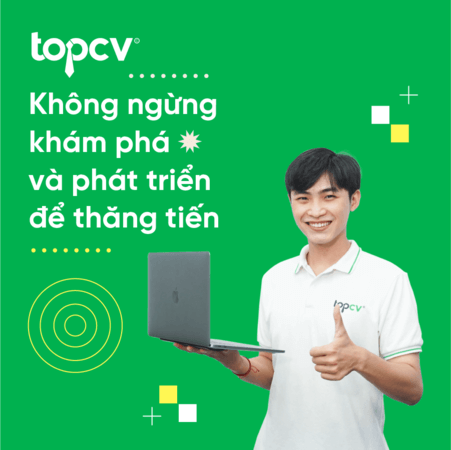 topcv
Không ngừng
khám phá
và phát triển
để thăng tiến
topcv